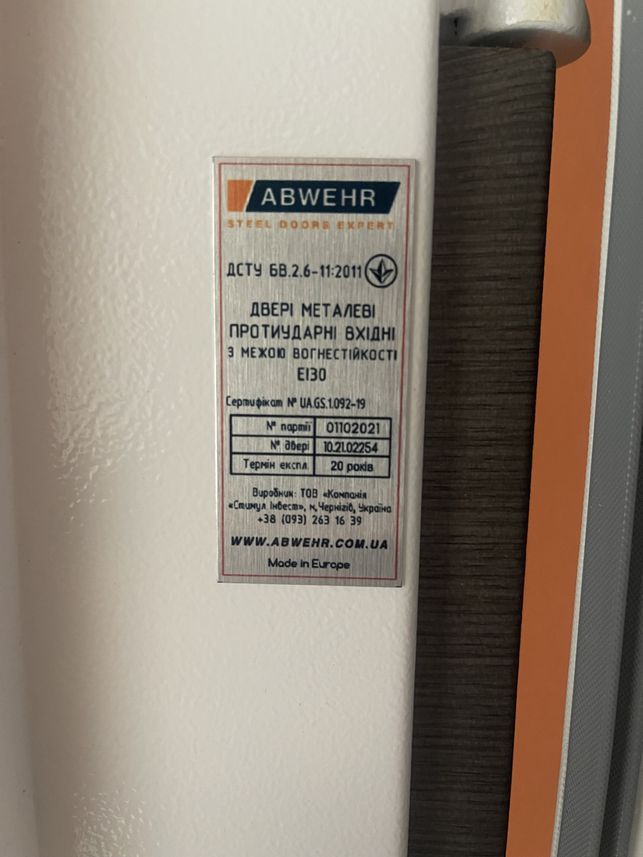 ABWEHR
STEEL DOORS EXPERT
ДСТУ БВ.2.6-11:2011
ДВЕРІ МЕТАЛЕВІ
ПРОТИУДАРНІ ВХІДНІ
З МЕЖОЮ ВОГНЕСТІЙКОСТІ
EI30
Сертифікат № UA.GS.1.092-19
№ партії 01102021
№ двері 10.21.02254
Термін експл. 20 років
Виробник: ТОВ «Компанія
«Стимул Інвест», м. Чернігів, Україна
+38 (093) 263 16 39
WWW.ABWEHR.COM.UA
Made in Europe